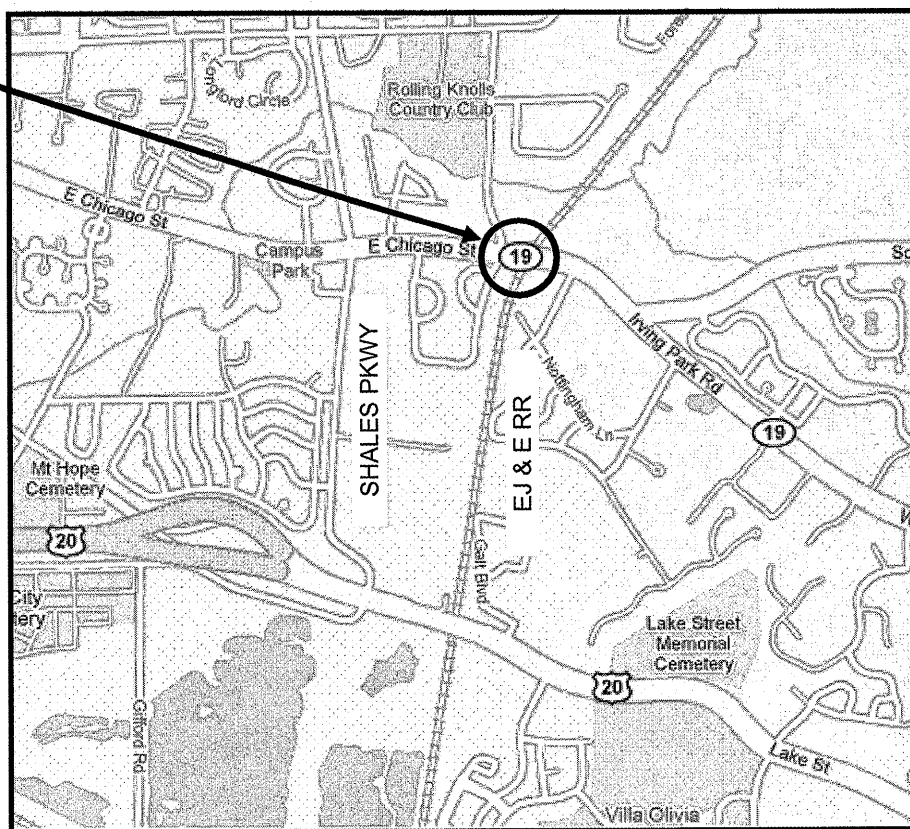 Longford Circle
Rolling Knolls
Country Club
E Chicago St
Campus
Park
E Chicago St
19
Irving Park Rd
SHALES PKWY
EJ & E RR
Nottingham Ln
19
Mt Hope
Cemetery
20
City
Galt Blvd
Lake Street
Memorial
Cemetery
20
Gifford Rd
Lake St
Villa Olivia